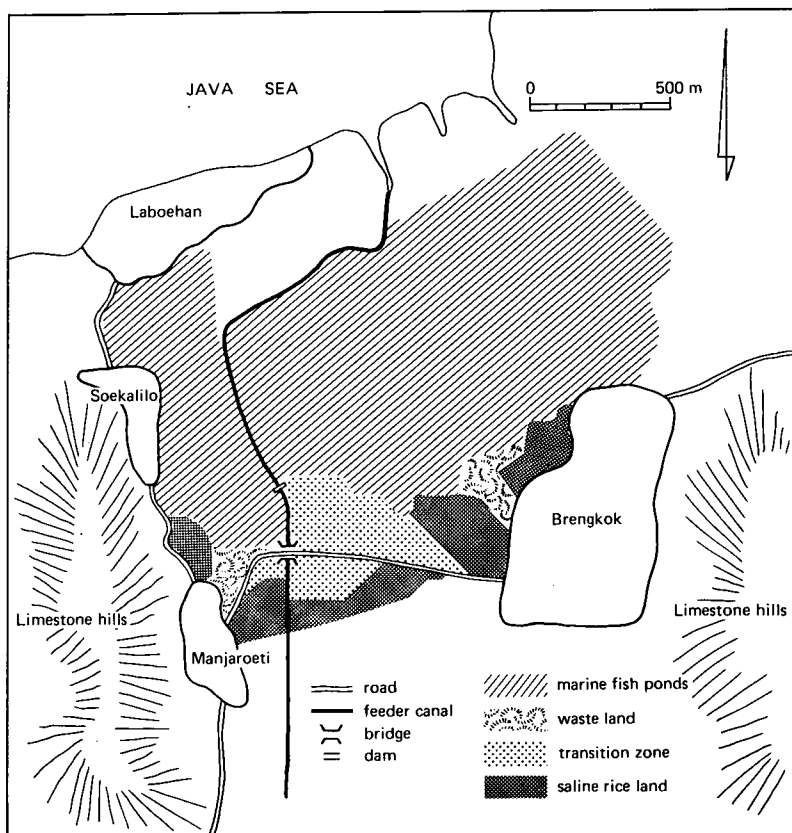 JAVA SEA
0 500 m
Laboehan
Soekalilo
Brengkok
Limestone hills
Limestone hills
Manjaroeti
road
feeder canal
bridge
dam
marine fish ponds
waste land
transition zone
saline rice land